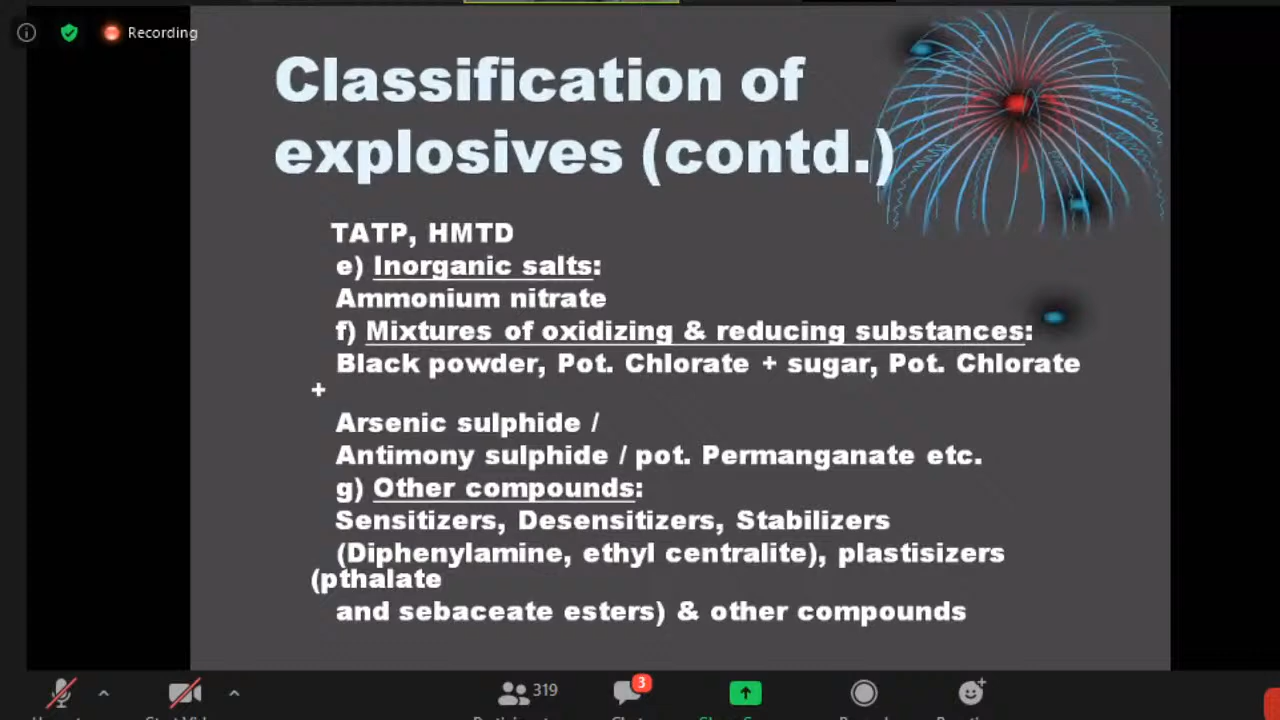 Recording
Classification of
explosives (contd.)
TATP, HMTD
e) Inorganic salts:
Ammonium nitrate
f) Mixtures of oxidizing & reducing substances:
Black powder, Pot. Chlorate + sugar, Pot. Chlorate
+
Arsenic sulphide /
Antimony sulphide / pot. Permanganate etc.
g) Other compounds:
Sensitizers, Desensitizers, Stabilizers
(Diphenylamine, ethyl centralite), plastisizers
(pthalate
and sebaceate esters) & other compounds
319
3